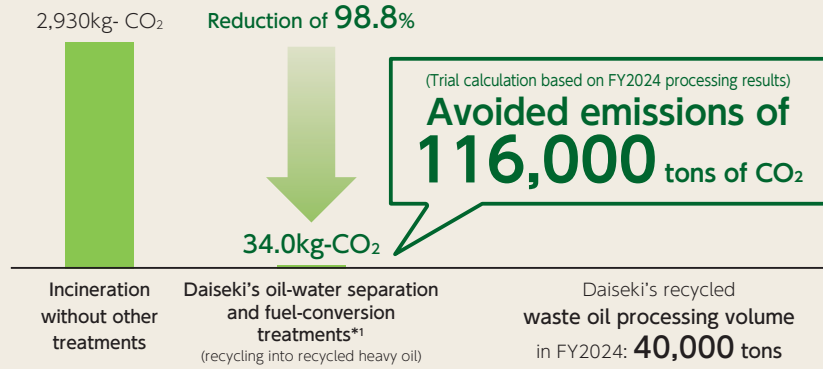 2,930kg- CO₂
Reduction of 98.8%
(Trial calculation based on FY2024 processing results)
Avoided emissions of
116,000 tons of CO₂
34.0kg-CO₂
Incineration
without other
treatments
Daiseki's oil-water separation
and fuel-conversion
treatments*¹
(recycling into recycled heavy oil)
Daiseki's recycled
waste oil processing volume
in FY2024: 40,000 tons